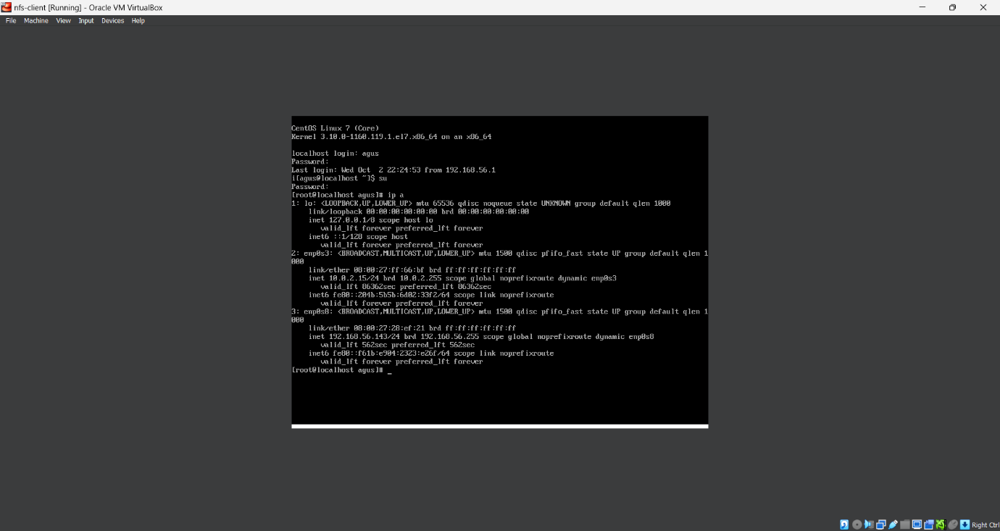 nfs-client [Running] - Oracle VM VirtualBox
File Machine View Input Devices Help
CentOS Linux 7 (Core)
Kernel 3.10.0-1160.119.1.el7.x86_64 on an x86_64
localhost login: agus
Password:
Last login: Wed Oct  2 22:24:53 from 192.168.56.1
i[agus@localhost ~]$ su
Password:
[root@localhost agus]# ip a
1: lo: <LOOPBACK,UP,LOWER_UP> mtu 65536 qdisc noqueue state UNKNOWN group default qlen 1000
link/loopback 00:00:00:00:00:00 brd 00:00:00:00:00:00
inet 127.0.0.1/8 scope host lo
valid_lft forever preferred_lft forever
inet6 ::1/128 scope host
valid_lft forever preferred_lft forever
2: enp0s3: <BROADCAST,MULTICAST,UP,LOWER_UP> mtu 1500 qdisc pfifo_fast state UP group default qlen 1
000
link/ether 08:00:27:ff:66:bf brd ff:ff:ff:ff:ff:ff
inet 10.0.2.15/24 brd 10.0.2.255 scope global noprefixroute dynamic enp0s3
valid_lft 86362sec preferred_lft 86362sec
inet6 fe80::204b:5b5b:6d02:33f2/64 scope link noprefixroute
valid_lft forever preferred_lft forever
3: enp0s8: <BROADCAST,MULTICAST,UP,LOWER_UP> mtu 1500 qdisc pfifo_fast state UP group default qlen 1
000
link/ether 08:00:27:28:ef:21 brd ff:ff:ff:ff:ff:ff
inet 192.168.56.143/24 brd 192.168.56.255 scope global noprefixroute dynamic enp0s8
valid_lft 562sec preferred_lft 562sec
inet6 fe80::f61b:e904:2323:e26f/64 scope link noprefixroute
valid_lft forever preferred_lft forever
[root@localhost agus]# _
Right Ctrl